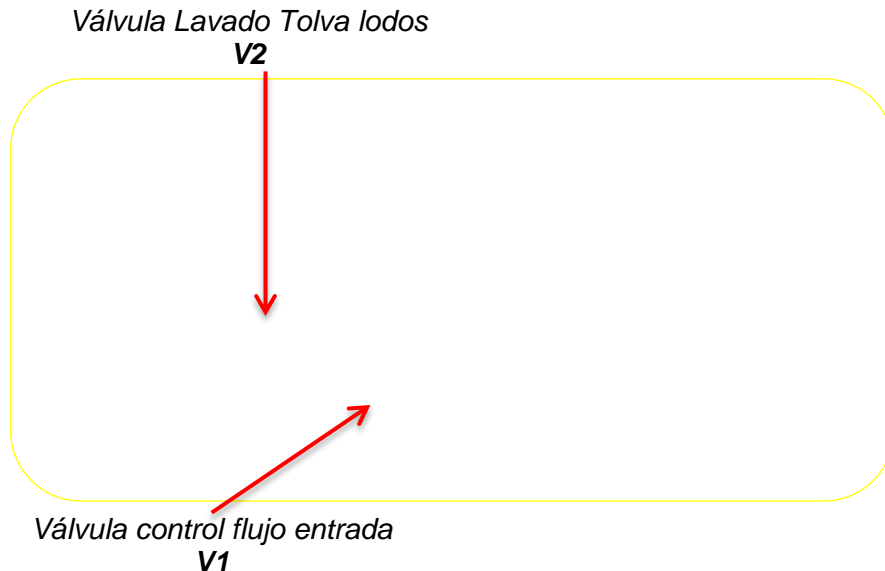 Válvula Lavado Tolva lodos
V2
Válvula control flujo entrada
V1